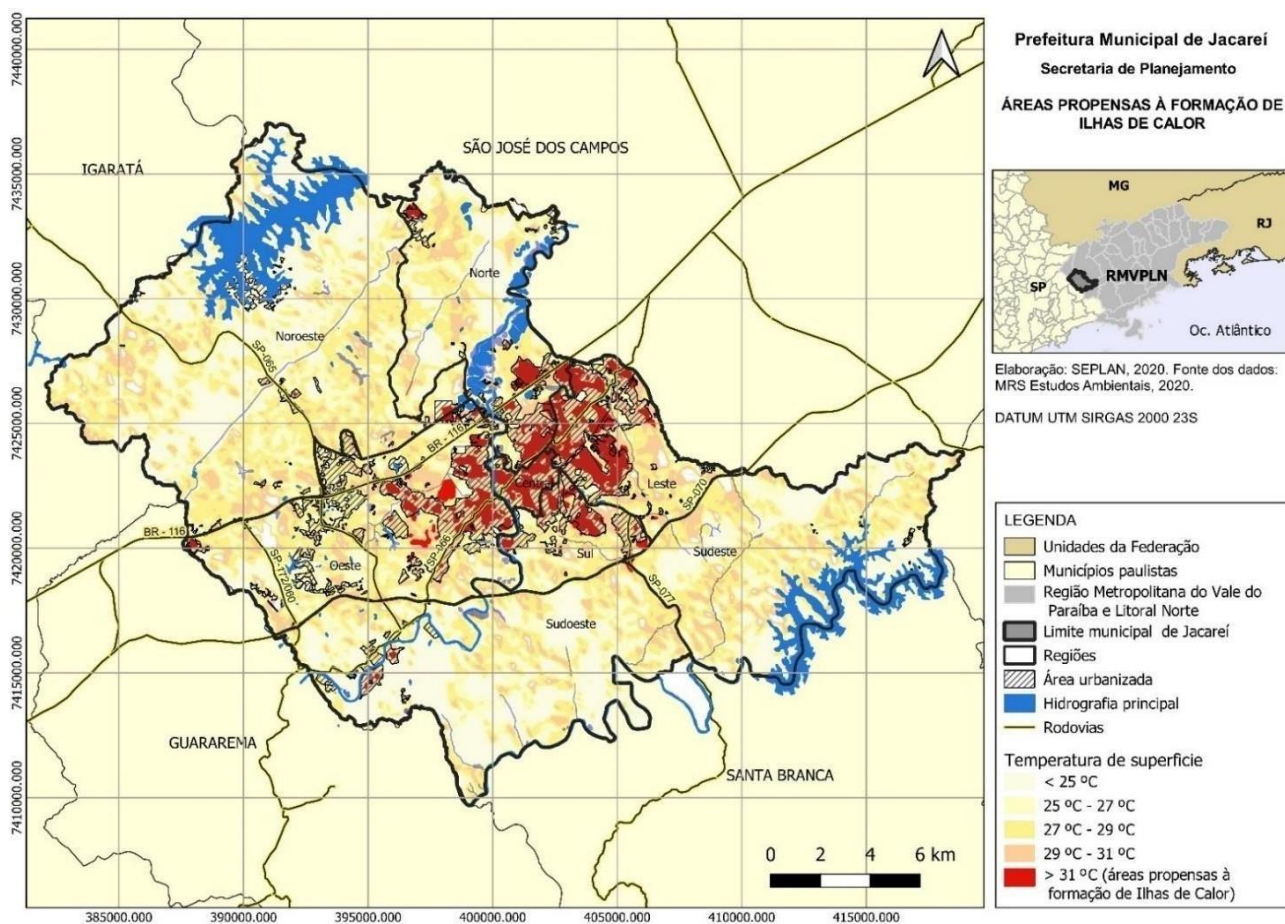 Prefeitura Municipal de Jacareí
Secretaria de Planejamento
ÁREAS PROPENSAS À FORMAÇÃO DE
ILHAS DE CALOR
MG
RJ
SP
RMVPLN
Oc. Atlântico
Elaboração: SEPLAN, 2020. Fonte dos dados:
MRS Estudos Ambientais, 2020.
DATUM UTM SIRGAS 2000 23S
LEGENDA
Unidades da Federação
Municípios paulistas
Região Metropolitana do Vale do
Paraíba e Litoral Norte
Limite municipal de Jacareí
Regiões
Área urbanizada
Hidrografia principal
Rodovias
Temperatura de superficie
< 25 ºC
25 ºC - 27 ºC
27 ºC - 29 ºC
29 ºC - 31 ºC
> 31 ºC (áreas propensas à
formação de Ilhas de Calor)
IGARATÁ
SÃO JOSÉ DOS CAMPOS
Norte
Noroeste
SP-065
BR - 116
Central
Leste
SP-070
BR - 116
SP-066
Sul
Sudeste
Oeste
SP-172/060
SP-077
Sudoeste
GUARAREMA
SANTA BRANCA
0 2 4 6 km
7440000.000
7435000.000
7430000.000
7425000.000
7420000.000
7415000.000
7410000.000
385000.000
390000.000
395000.000
400000.000
405000.000
410000.000
415000.000